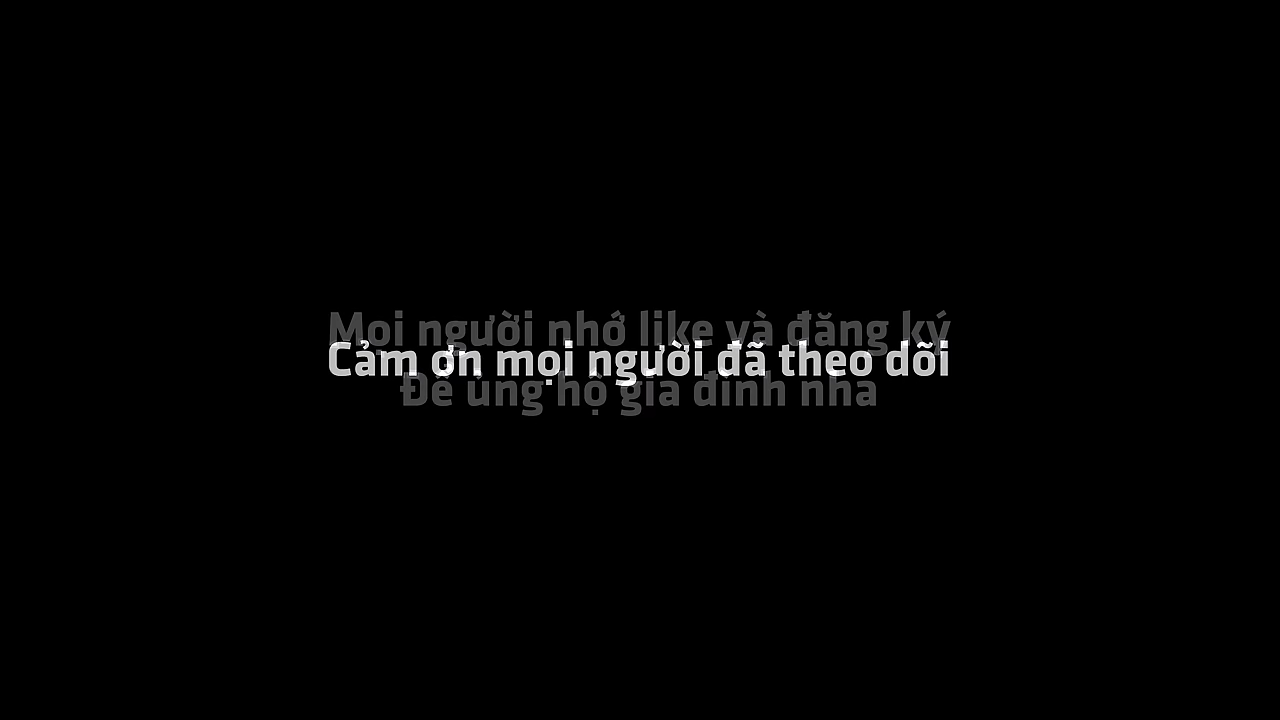 Mọi người nhớ like và đăng ký
Cảm ơn mọi người đã theo dõi
Để ủng hộ gia đình nha